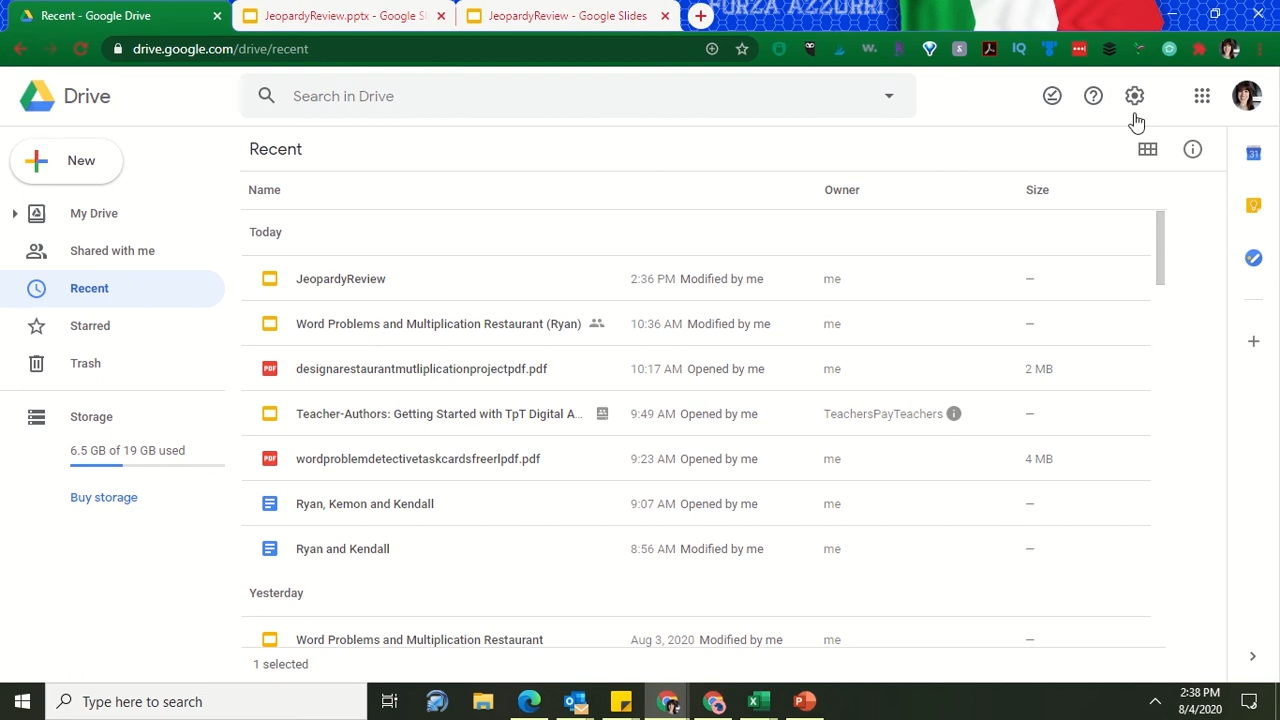 Recent - Google Drive
JeopardyReview.pptx - Google Sl
JeopardyReview - Google Slides
FORZA AZZURRI
drive.google.com/drive/recent
w.
IQ
Drive
Search in Drive
New
Recent
31
My Drive
Name
Owner
Size
Shared with me
Today
Recent
JeopardyReview
2:36 PM Modified by me
me
–
Starred
Word Problems and Multiplication Restaurant (Ryan)
10:36 AM Modified by me
me
–
Trash
PDF
designarestaurantmutliplicationprojectpdf.pdf
10:17 AM Opened by me
me
2 MB
Storage
Teacher-Authors: Getting Started with TpT Digital A...
9:49 AM Opened by me
TeachersPayTeachers
–
6.5 GB of 19 GB used
PDF
wordproblemdetectivetaskcardsfreerlpdf.pdf
9:23 AM Opened by me
me
4 MB
Buy storage
Ryan, Kemon and Kendall
9:07 AM Opened by me
me
–
Ryan and Kendall
8:56 AM Modified by me
me
–
Yesterday
Word Problems and Multiplication Restaurant
Aug 3, 2020 Modified by me
me
–
1 selected
Type here to search
2:38 PM
8/4/2020